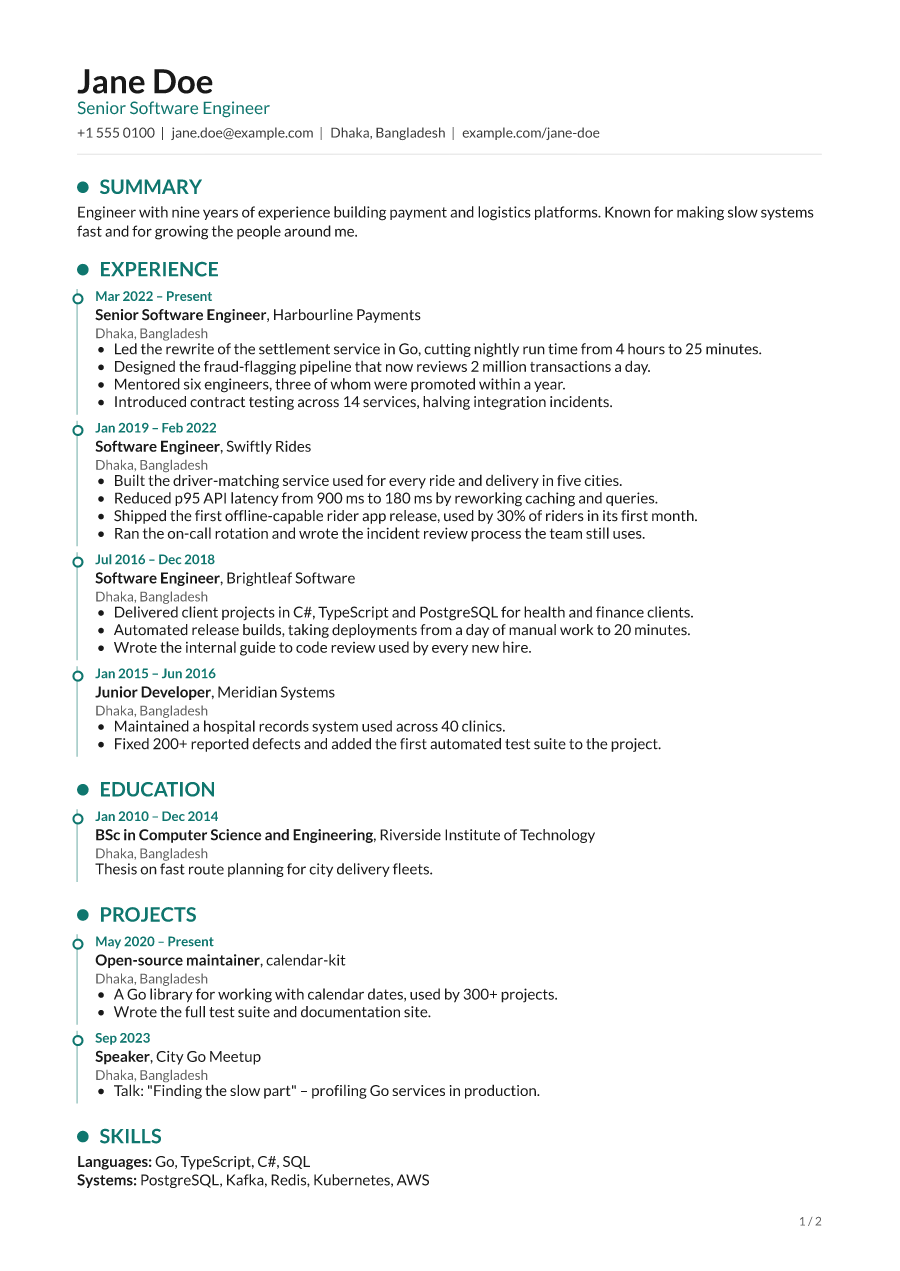 Jane Doe
Senior Software Engineer
+1 555 0100 | jane.doe@example.com | Dhaka, Bangladesh | example.com/jane-doe
SUMMARY
Engineer with nine years of experience building payment and logistics platforms. Known for making slow systems
fast and for growing the people around me.
EXPERIENCE
Mar 2022 – Present
Senior Software Engineer, Harbourline Payments
Dhaka, Bangladesh
• Led the rewrite of the settlement service in Go, cutting nightly run time from 4 hours to 25 minutes.
• Designed the fraud-flagging pipeline that now reviews 2 million transactions a day.
• Mentored six engineers, three of whom were promoted within a year.
• Introduced contract testing across 14 services, halving integration incidents.
Jan 2019 – Feb 2022
Software Engineer, Swiftly Rides
Dhaka, Bangladesh
• Built the driver-matching service used for every ride and delivery in five cities.
• Reduced p95 API latency from 900 ms to 180 ms by reworking caching and queries.
• Shipped the first offline-capable rider app release, used by 30% of riders in its first month.
• Ran the on-call rotation and wrote the incident review process the team still uses.
Jul 2016 – Dec 2018
Software Engineer, Brightleaf Software
Dhaka, Bangladesh
• Delivered client projects in C#, TypeScript and PostgreSQL for health and finance clients.
• Automated release builds, taking deployments from a day of manual work to 20 minutes.
• Wrote the internal guide to code review used by every new hire.
Jan 2015 – Jun 2016
Junior Developer, Meridian Systems
Dhaka, Bangladesh
• Maintained a hospital records system used across 40 clinics.
• Fixed 200+ reported defects and added the first automated test suite to the project.
EDUCATION
Jan 2010 – Dec 2014
BSc in Computer Science and Engineering, Riverside Institute of Technology
Dhaka, Bangladesh
Thesis on fast route planning for city delivery fleets.
PROJECTS
May 2020 – Present
Open-source maintainer, calendar-kit
Dhaka, Bangladesh
• A Go library for working with calendar dates, used by 300+ projects.
• Wrote the full test suite and documentation site.
Sep 2023
Speaker, City Go Meetup
Dhaka, Bangladesh
• Talk: "Finding the slow part" – profiling Go services in production.
SKILLS
Languages: Go, TypeScript, C#, SQL
Systems: PostgreSQL, Kafka, Redis, Kubernetes, AWS
1 / 2